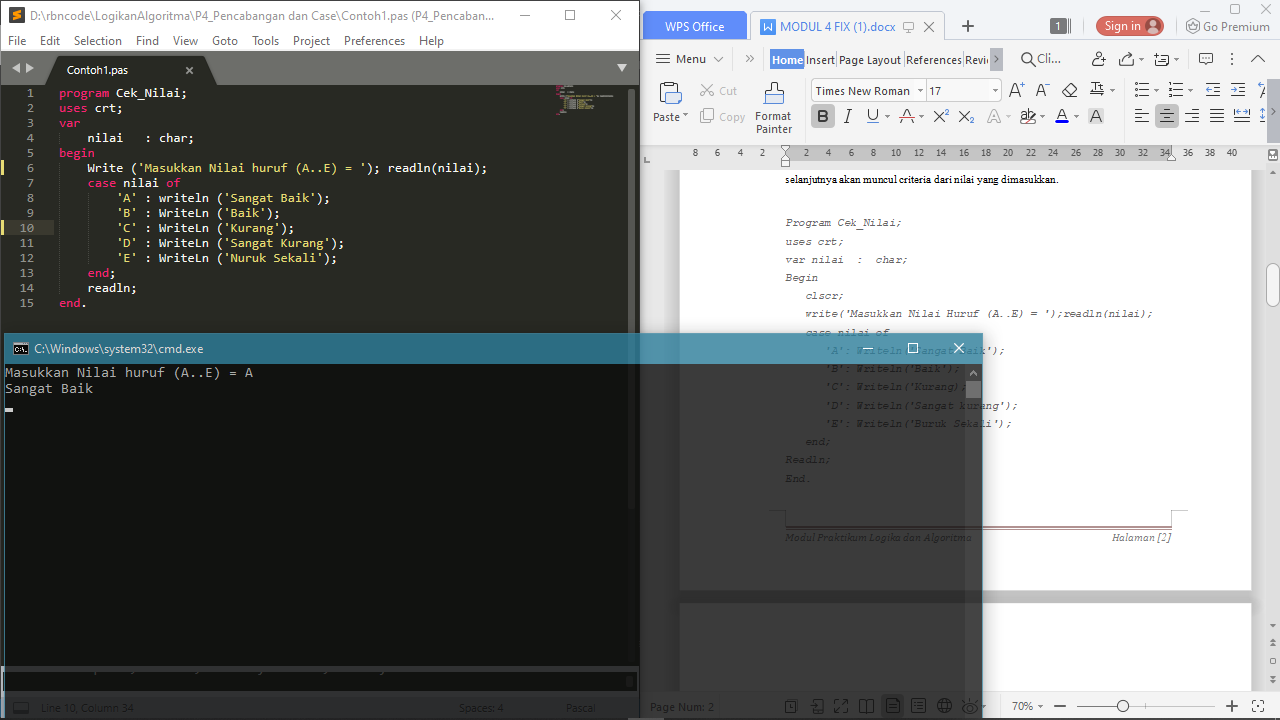 D:\rbncode\LogikanAlgoritma\P4_Pencabangan dan Case\Contoh1.pas (P4_Pencaban...
File Edit Selection Find View Goto Tools Project Preferences Help
Contoh1.pas
1 program Cek_Nilai;
2 uses crt;
3 var
4 nilai : char;
5 begin
6 Write ('Masukkan Nilai huruf (A..E) = '); readln(nilai);
7 case nilai of
8 'A' : writeln ('Sangat Baik');
9 'B' : WriteLn ('Baik');
10 'C' : WriteLn ('Kurang');
11 'D' : WriteLn ('Sangat Kurang');
12 'E' : WriteLn ('Nuruk Sekali');
13 end;
14 readln;
15 end.
C:\Windows\system32\cmd.exe
Masukkan Nilai huruf (A..E) = A
Sangat Baik
Line 10, Column 34 Spaces: 4 Pascal
WPS Office MODUL 4 FIX (1).docx 1 Sign in Go Premium
Menu Home Insert Page Layout References Revi Cli...
Paste Cut Copy Format Painter Times New Roman 17
B I U A X² X₂ A ab A A
8 6 4 2 2 4 6 8 10 12 14 16 18 20 22 24 26 28 30 32 34 36 38 40
selanjutnya akan muncul criteria dari nilai yang dimasukkan.
Program Cek_Nilai;
uses crt;
var nilai : char;
Begin
clscr;
write('Masukkan Nilai Huruf (A..E) = ');readln(nilai);
case nilai of
'A': Writeln('Sangat Baik');
'B': Writeln('Baik');
'C': Writeln('Kurang);
'D': Writeln('Sangat kurang');
'E': Writeln('Buruk Sekali');
end;
Readln;
End.
Modul Praktikum Logika dan Algoritma Halaman [2]
Page Num: 2 70%